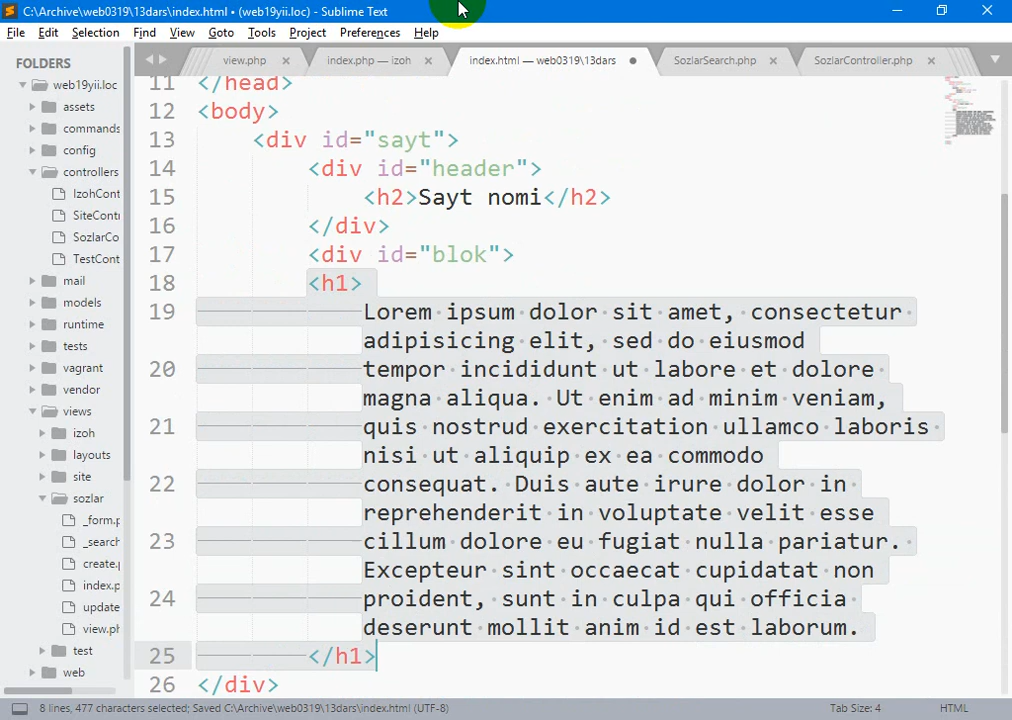 C:\Archive\web0319\13dars\index.html • (web19yii.loc) - Sublime Text
File Edit Selection Find View Goto Tools Project Preferences Help
FOLDERS
web19yii.loc
assets
commands
config
controllers
IzohCont
SiteContr
SozlarCo
TestCont
mail
models
runtime
tests
vagrant
vendor
views
izoh
layouts
site
sozlar
_form.p
_search
create.p
index.p
update
view.ph
test
web
view.php
index.php — izoh
index.html — web0319\13dars
SozlarSearch.php
SozlarController.php
11 </head>
12 <body>
13 <div id="sayt">
14 <div id="header">
15 <h2>Sayt nomi</h2>
16 </div>
17 <div id="blok">
18 <h1>
19 Lorem ipsum dolor sit amet, consectetur
adipisicing elit, sed do eiusmod
20 tempor incididunt ut labore et dolore
magna aliqua. Ut enim ad minim veniam,
21 quis nostrud exercitation ullamco laboris
nisi ut aliquip ex ea commodo
22 consequat. Duis aute irure dolor in
reprehenderit in voluptate velit esse
23 cillum dolore eu fugiat nulla pariatur.
Excepteur sint occaecat cupidatat non
24 proident, sunt in culpa qui officia
deserunt mollit anim id est laborum.
25 </h1>
26 </div>
8 lines, 477 characters selected; Saved C:\Archive\web0319\13dars\index.html (UTF-8)
Tab Size: 4
HTML